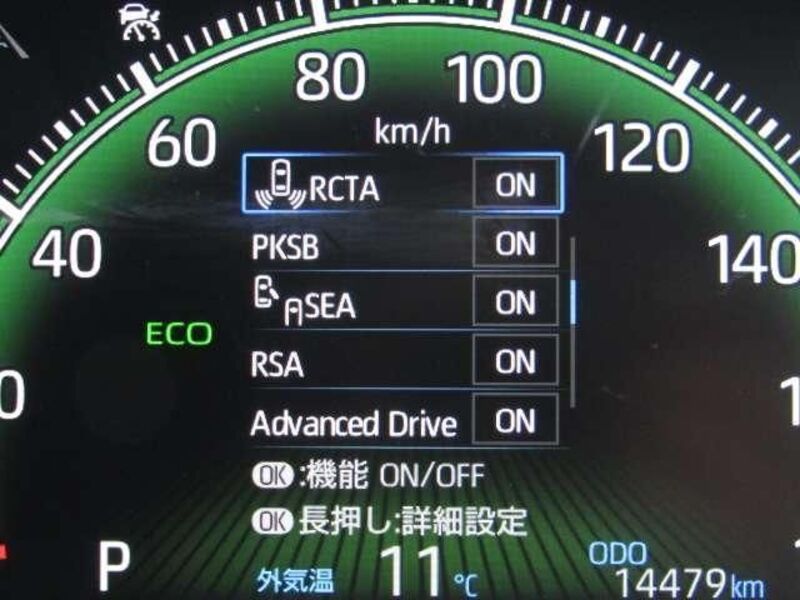 80 100
km/h
60 120
RCTA ON
PKSB ON
40 140
SEA ON
ECO
RSA ON
Advanced Drive ON
OK:機能 ON/OFF
OK長押し:詳細設定
P 外気温 11℃ ODO 14479km